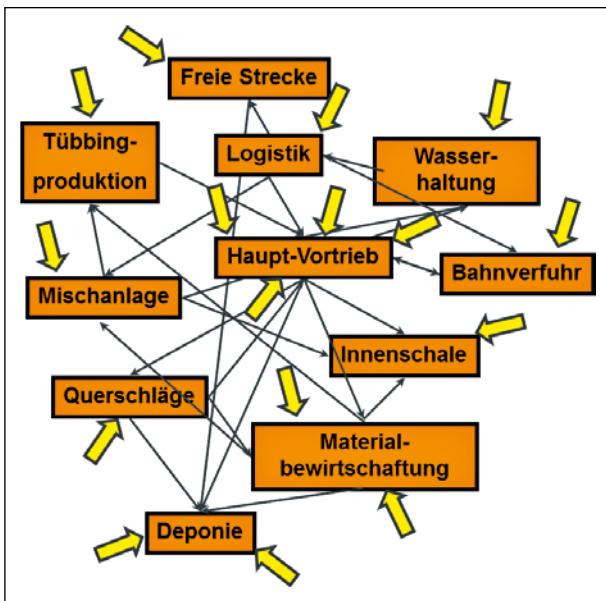 Freie Strecke
Tübbing-
produktion
Logistik
Wasser-
haltung
Haupt-Vortrieb
Bahnverfuhr
Mischanlage
Innenschale
Querschläge
Material-
bewirtschaftung
Deponie